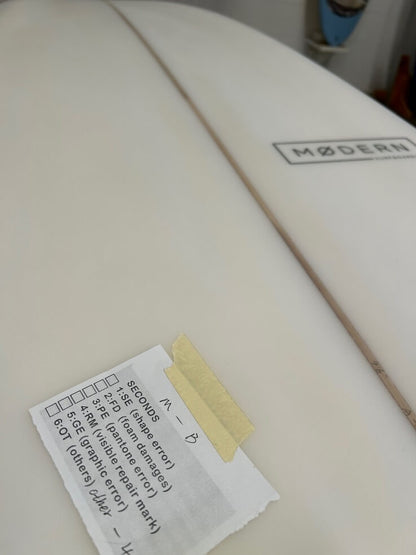 MØDERN
SURFBOARDS
M - B
SECONDS
1:SE (shape error)
2:FD (foam damages)
3:PE (pantone error)
4:RM (visible repair mark)
5:GE (graphic error)
6:OT (others) other -